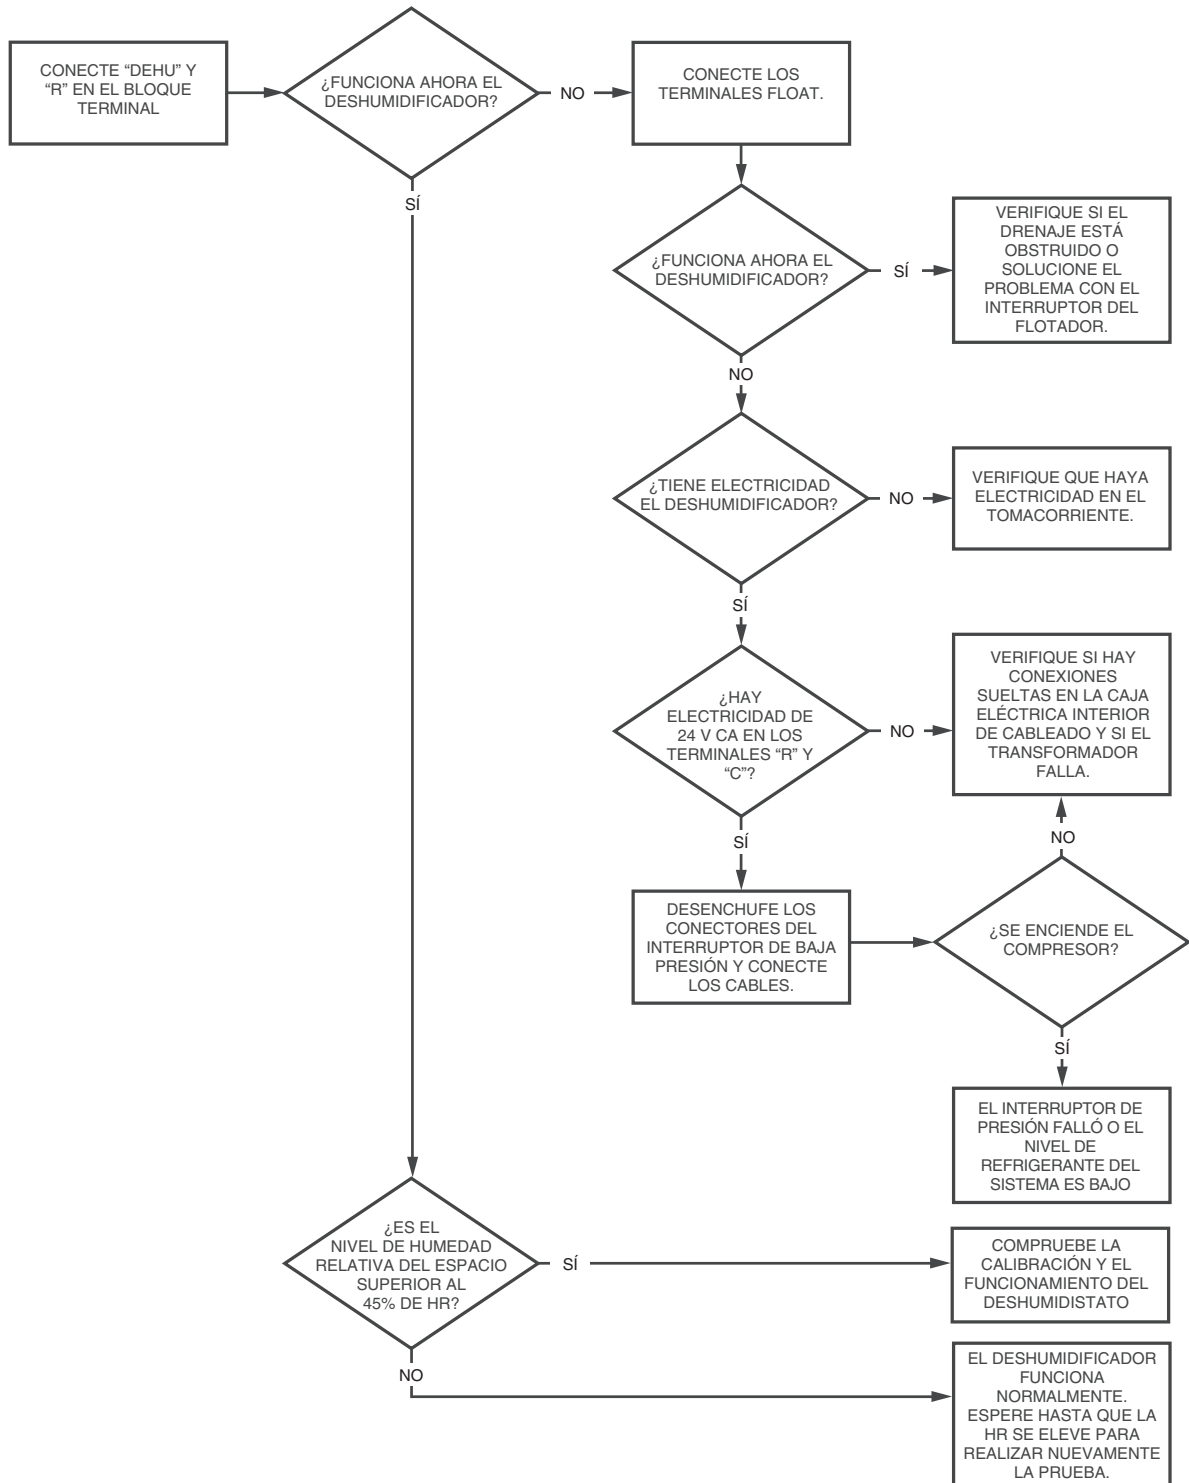 CONECTE “DEHU” Y
“R” EN EL BLOQUE
TERMINAL
¿FUNCIONA AHORA EL
DESHUMIDIFICADOR?
NO
CONECTE LOS
TERMINALES FLOAT.
SÍ
¿FUNCIONA AHORA EL
DESHUMIDIFICADOR?
SÍ
VERIFIQUE SI EL
DRENAJE ESTÁ
OBSTRUIDO O
SOLUCIONE EL
PROBLEMA CON EL
INTERRUPTOR DEL
FLOTADOR.
NO
¿TIENE ELECTRICIDAD
EL DESHUMIDIFICADOR?
NO
VERIFIQUE QUE HAYA
ELECTRICIDAD EN EL
TOMACORRIENTE.
SÍ
¿HAY
ELECTRICIDAD DE
24 V CA EN LOS
TERMINALES “R” Y
“C”?
NO
VERIFIQUE SI HAY
CONEXIONES
SUELTAS EN LA CAJA
ELÉCTRICA INTERIOR
DE CABLEADO Y SI EL
TRANSFORMADOR
FALLA.
SÍ
NO
DESENCHUFE LOS
CONECTORES DEL
INTERRUPTOR DE BAJA
PRESIÓN Y CONECTE
LOS CABLES.
¿SE ENCIENDE EL
COMPRESOR?
SÍ
EL INTERRUPTOR DE
PRESIÓN FALLÓ O EL
NIVEL DE
REFRIGERANTE DEL
SISTEMA ES BAJO
¿ES EL
NIVEL DE HUMEDAD
RELATIVA DEL ESPACIO
SUPERIOR AL
45% DE HR?
SÍ
COMPRUEBE LA
CALIBRACIÓN Y EL
FUNCIONAMIENTO DEL
DESHUMIDISTATO
NO
EL DESHUMIDIFICADOR
FUNCIONA
NORMALMENTE.
ESPERE HASTA QUE LA
HR SE ELEVE PARA
REALIZAR NUEVAMENTE
LA PRUEBA.